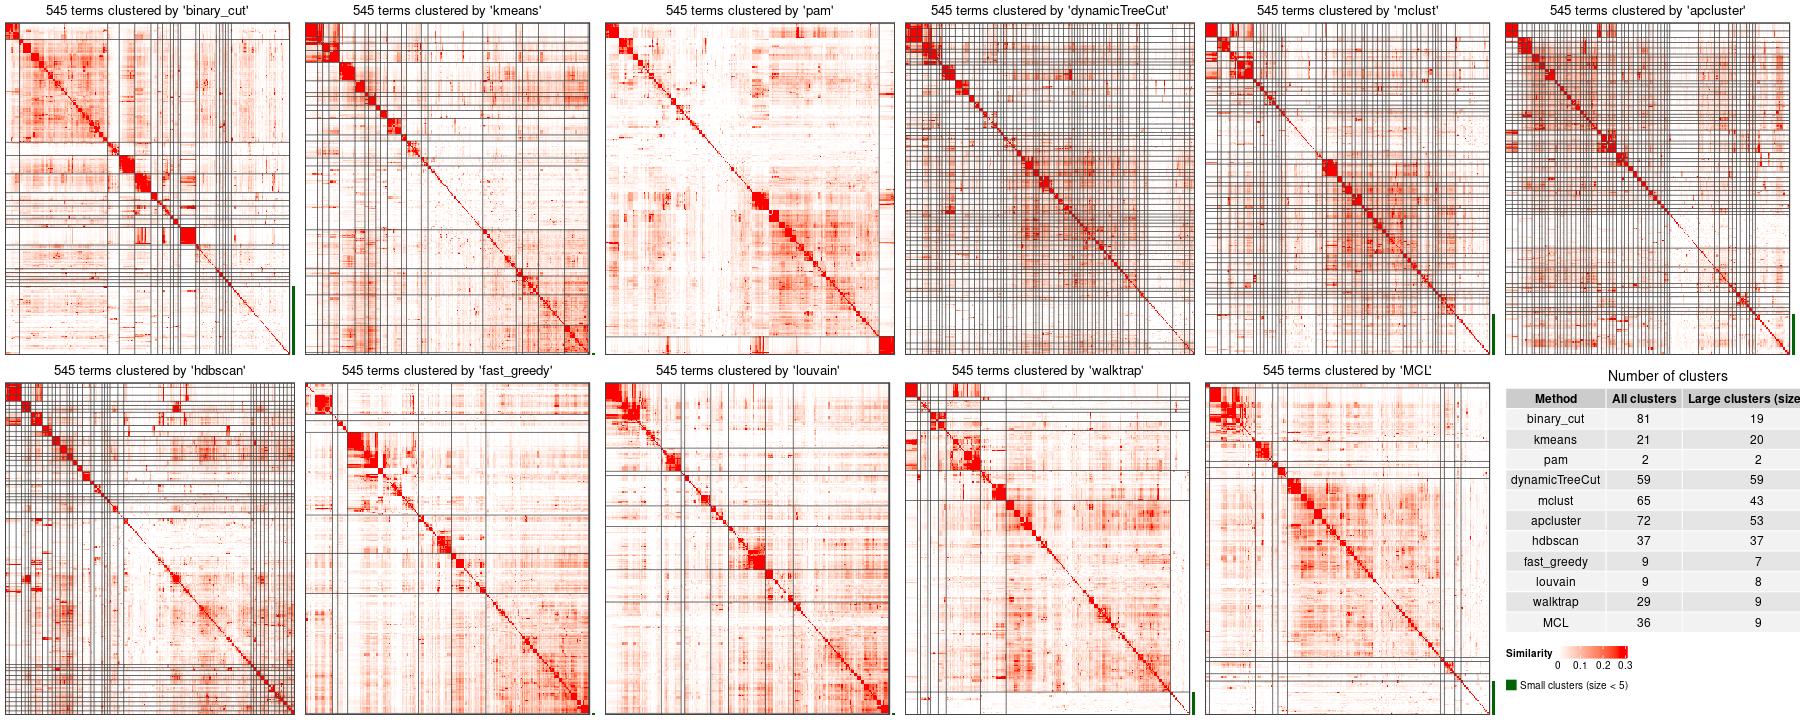 545 terms clustered by 'binary_cut'
545 terms clustered by 'kmeans'
545 terms clustered by 'pam'
545 terms clustered by 'dynamicTreeCut'
545 terms clustered by 'mclust'
545 terms clustered by 'apcluster'
545 terms clustered by 'hdbscan'
545 terms clustered by 'fast_greedy'
545 terms clustered by 'louvain'
545 terms clustered by 'walktrap'
545 terms clustered by 'MCL'
Number of clusters
Method All clusters Large clusters (size
binary_cut 81 19
kmeans 21 20
pam 2 2
dynamicTreeCut 59 59
mclust 65 43
apcluster 72 53
hdbscan 37 37
fast_greedy 9 7
louvain 9 8
walktrap 29 9
MCL 36 9
Similarity
0 0.1 0.2 0.3
Small clusters (size < 5)